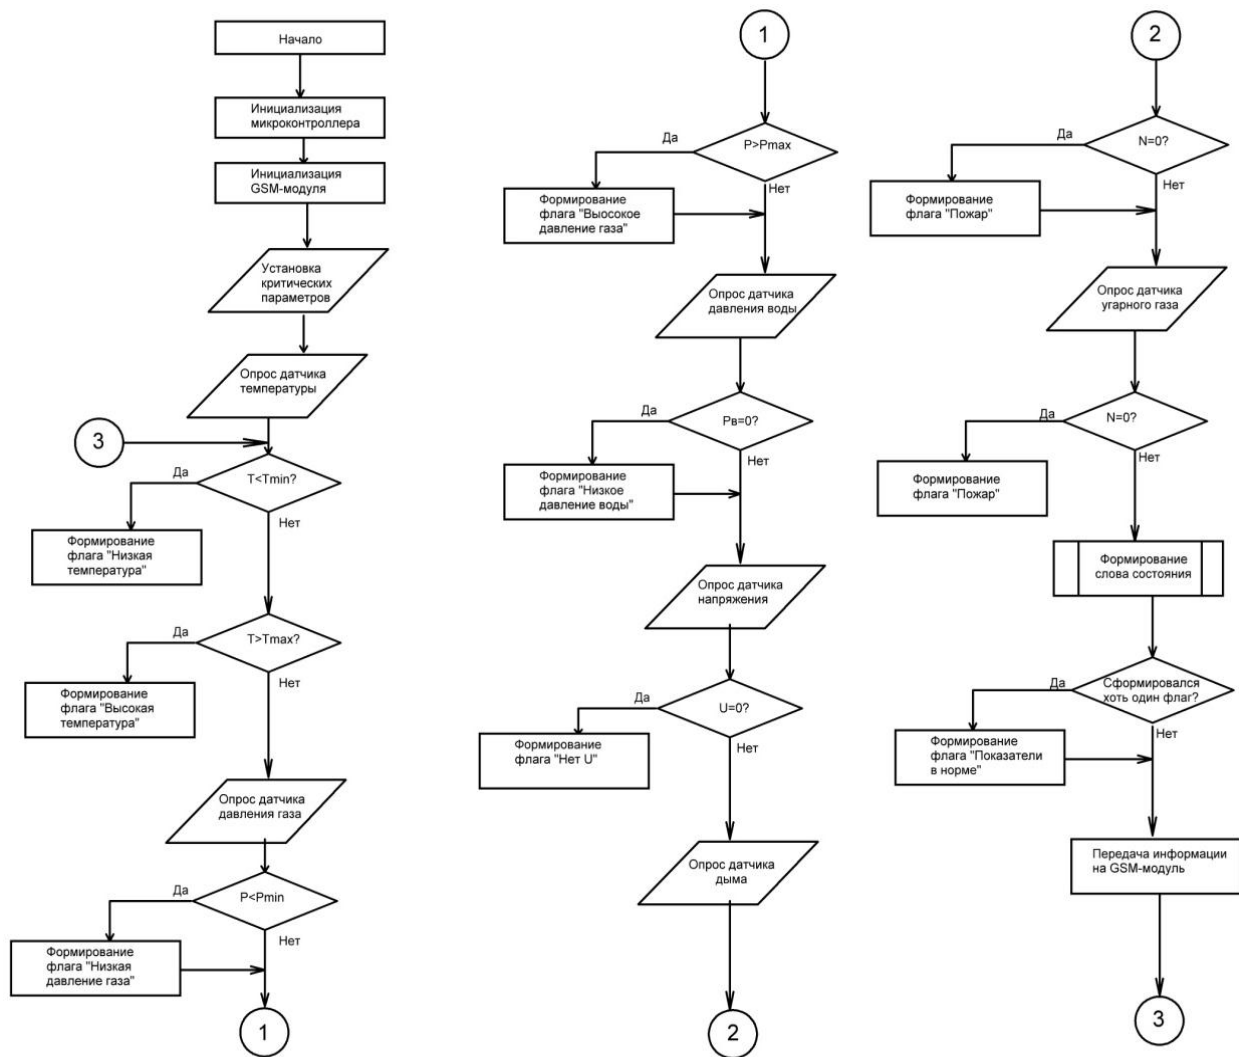 Начало
Инициализация
микроконтроллера
Инициализация
GSM-модуля
Установка
критических
параметров
Опрос датчика
температуры
3
Да
T<Tmin?
Нет
Формирование
флага "Низкая
температура"
Да
T>Tmax?
Нет
Формирование
флага "Высокая
температура"
Опрос датчика
давления газа
Да
P<Pmin
Нет
Формирование
флага "Низкая
давление газа"
1
1
Да
P>Pmax
Нет
Формирование
флага "Выосокое
давление газа"
Опрос датчика
давления воды
Да
Рв=0?
Нет
Формирование
флага "Низкое
давление воды"
Опрос датчика
напряжения
Да
U=0?
Нет
Формирование
флага "Нет U"
Опрос датчика
дыма
2
2
Да
N=0?
Нет
Формирование
флага "Пожар"
Опрос датчика
угарного газа
Да
N=0?
Нет
Формирование
флага "Пожар"
Формирование
слова состояния
Да
Сформировался
хоть один флаг?
Нет
Формирование
флага "Показатели
в норме"
Передача информации
на GSM-модуль
3